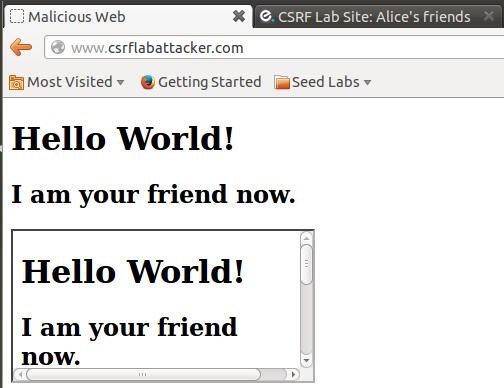 Malicious Web
CSRF Lab Site: Alice's friends
www.csrflabattacker.com
Most Visited
Getting Started
Seed Labs
Hello World!
I am your friend now.
Hello World!
I am your friend
now.